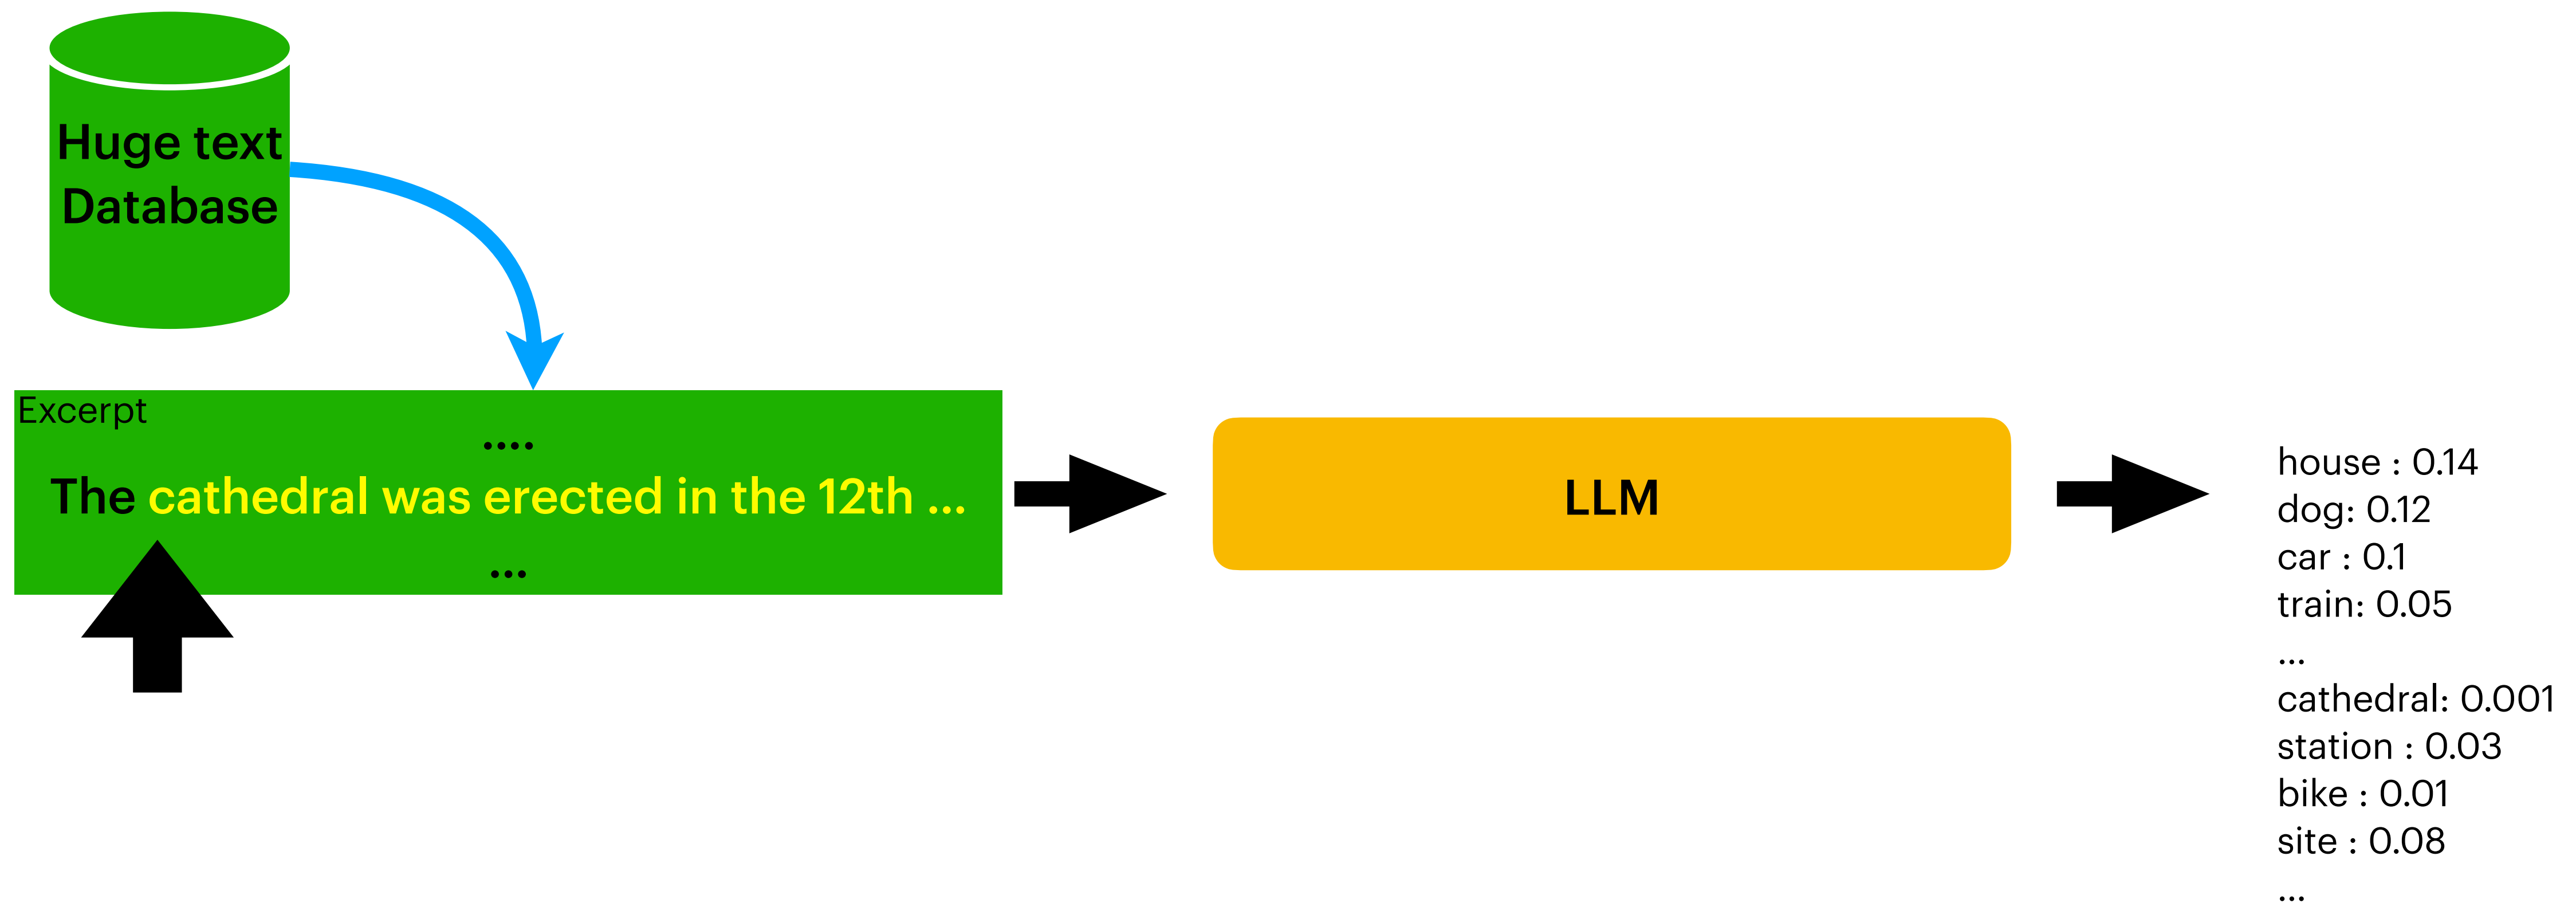 Huge text
Database
Excerpt
....
The cathedral was erected in the 12th ...
...
LLM
house : 0.14
dog: 0.12
car : 0.1
train: 0.05
...
cathedral: 0.001
station : 0.03
bike : 0.01
site : 0.08
...